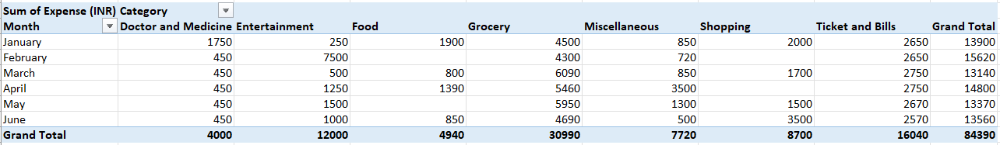 Sum of Expense (INR) Category
Month Doctor and Medicine Entertainment Food Grocery Miscellaneous Shopping Ticket and Bills Grand Total
January 1750 250 1900 4500 850 2000 2650 13900
February 450 7500 4300 720 2650 15620
March 450 500 800 6090 850 1700 2750 13140
April 450 1250 1390 5460 3500 2750 14800
May 450 1500 5950 1300 1500 2670 13370
June 450 1000 850 4690 500 3500 2570 13560
Grand Total 4000 12000 4940 30990 7720 8700 16040 84390